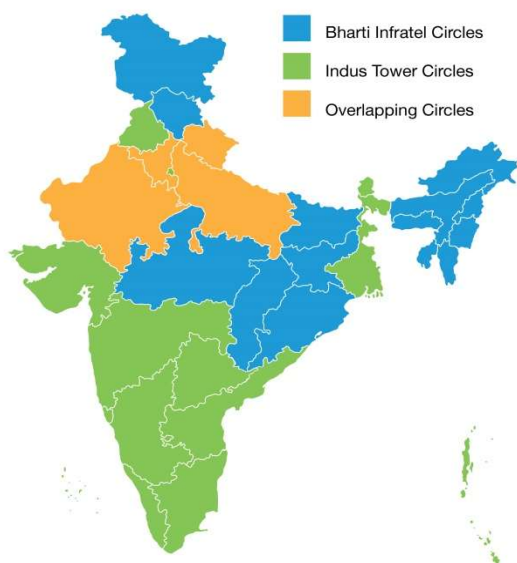 Bharti Infratel Circles
Indus Tower Circles
Overlapping Circles